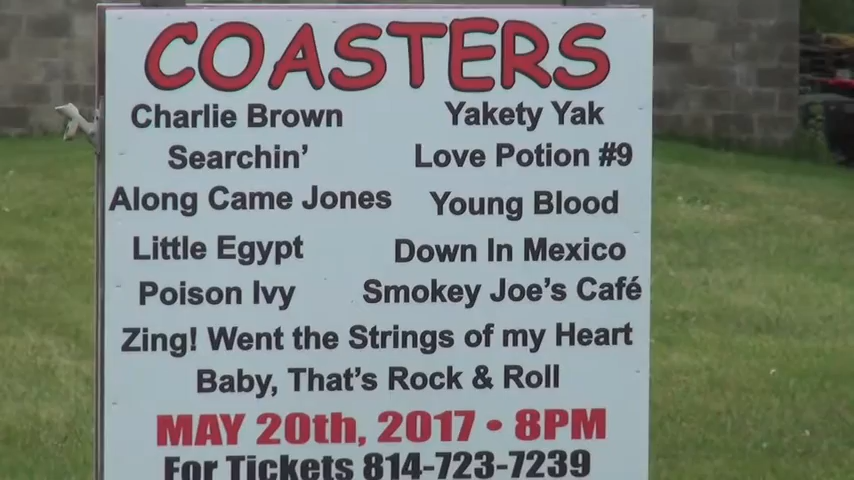 COASTERS
Charlie Brown Yakety Yak
Searchin' Love Potion #9
Along Came Jones Young Blood
Little Egypt Down In Mexico
Poison Ivy Smokey Joe's Café
Zing! Went the Strings of my Heart
Baby, That's Rock & Roll
MAY 20th, 2017 • 8PM
For Tickets 814-723-7239